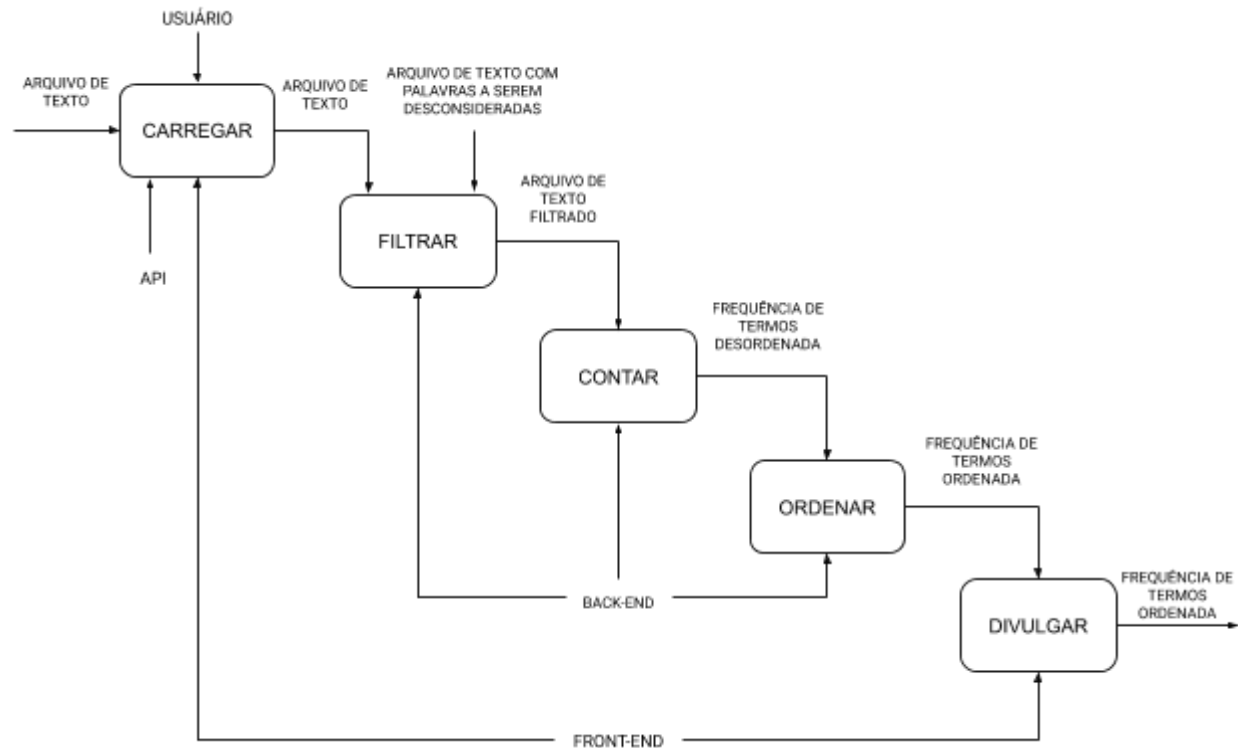 USUÁRIO
ARQUIVO DE
TEXTO
CARREGAR
ARQUIVO DE
TEXTO
ARQUIVO DE TEXTO COM
PALAVRAS A SEREM
DESCONSIDERADAS
API
FILTRAR
ARQUIVO DE
TEXTO
FILTRADO
CONTAR
FREQUÊNCIA DE
TERMOS
DESORDENADA
ORDENAR
FREQUÊNCIA DE
TERMOS
ORDENADA
BACK-END
DIVULGAR
FREQUÊNCIA DE
TERMOS
ORDENADA
FRONT-END